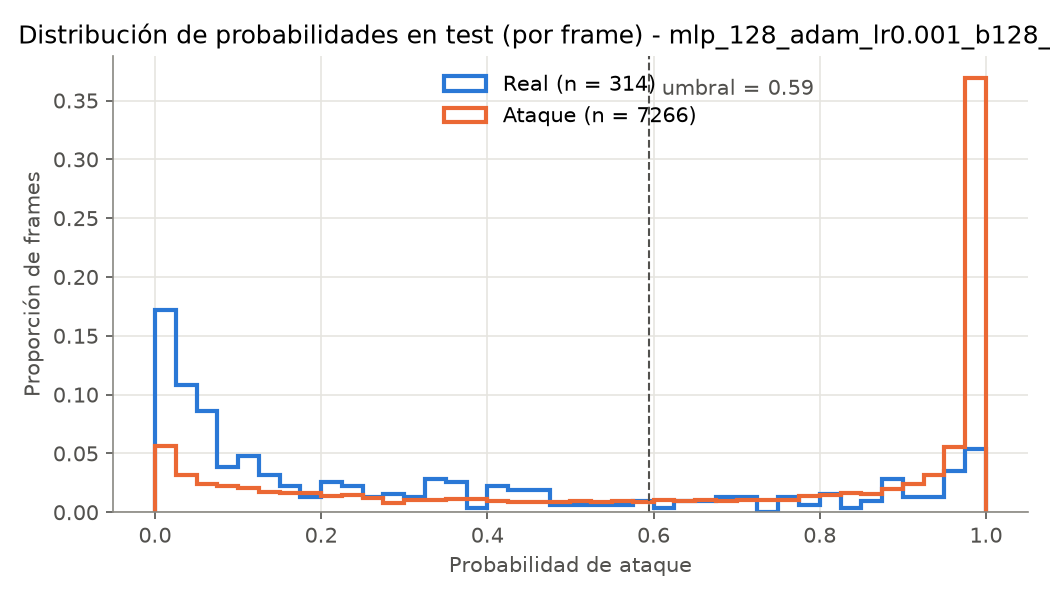 Distribución de probabilidades en test (por frame) - mlp_128_adam_lr0.001_b128_
Real (n = 314)
umbral = 0.59
Ataque (n = 7266)
Proporción de frames
0.35
0.30
0.25
0.20
0.15
0.10
0.05
0.00
0.0 0.2 0.4 0.6 0.8 1.0
Probabilidad de ataque